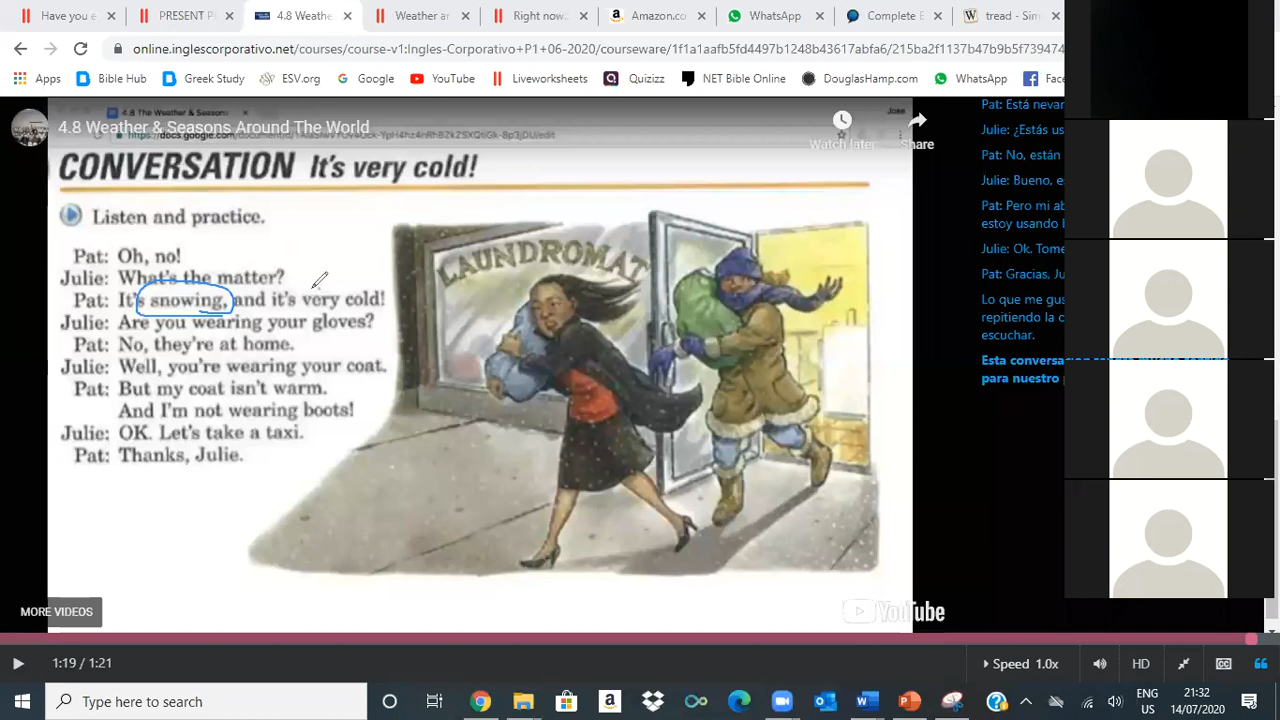 Have you e
PRESENT P
4.8 Weathe
Weather ar
Right now:
Amazon.co
WhatsApp
Complete E
tread - Sim
online.inglescorporativo.net/courses/course-v1:Ingles-Corporativo+P1+06-2020/courseware/1f1a1aafb5fd4497b1248b43617abfa6/215ba2f1137b47b9b5f739474
Apps
Bible Hub
Greek Study
ESV.org
Google
YouTube
Liveworksheets
Quizizz
NET Bible Online
DouglasHamp.com
WhatsApp
Face
4.8 The Weather & Seasons
Jose
4.8 Weather & Seasons Around The World
Watch later
Share
CONVERSATION It's very cold!
Listen and practice.
Pat: Oh, no!
Julie: What's the matter?
Pat: It's snowing, and it's very cold!
Julie: Are you wearing your gloves?
Pat: No, they're at home.
Julie: Well, you're wearing your coat.
Pat: But my coat isn't warm.
And I'm not wearing boots!
Julie: OK. Let's take a taxi.
Pat: Thanks, Julie.
LAUNDROMAT
MORE VIDEOS
YouTube
Pat: Está nevar
Julie: ¿Estás us
Pat: No, están
Julie: Bueno, e
Pat: Pero mi ab
estoy usando l
Julie: Ok. Tome
Pat: Gracias, Ju
Lo que me gus
repitiendo la c
escuchar.
Esta conversac
para nuestro
1:19 / 1:21
Speed 1.0x
HD
Type here to search
ENG
US
21:32
14/07/2020